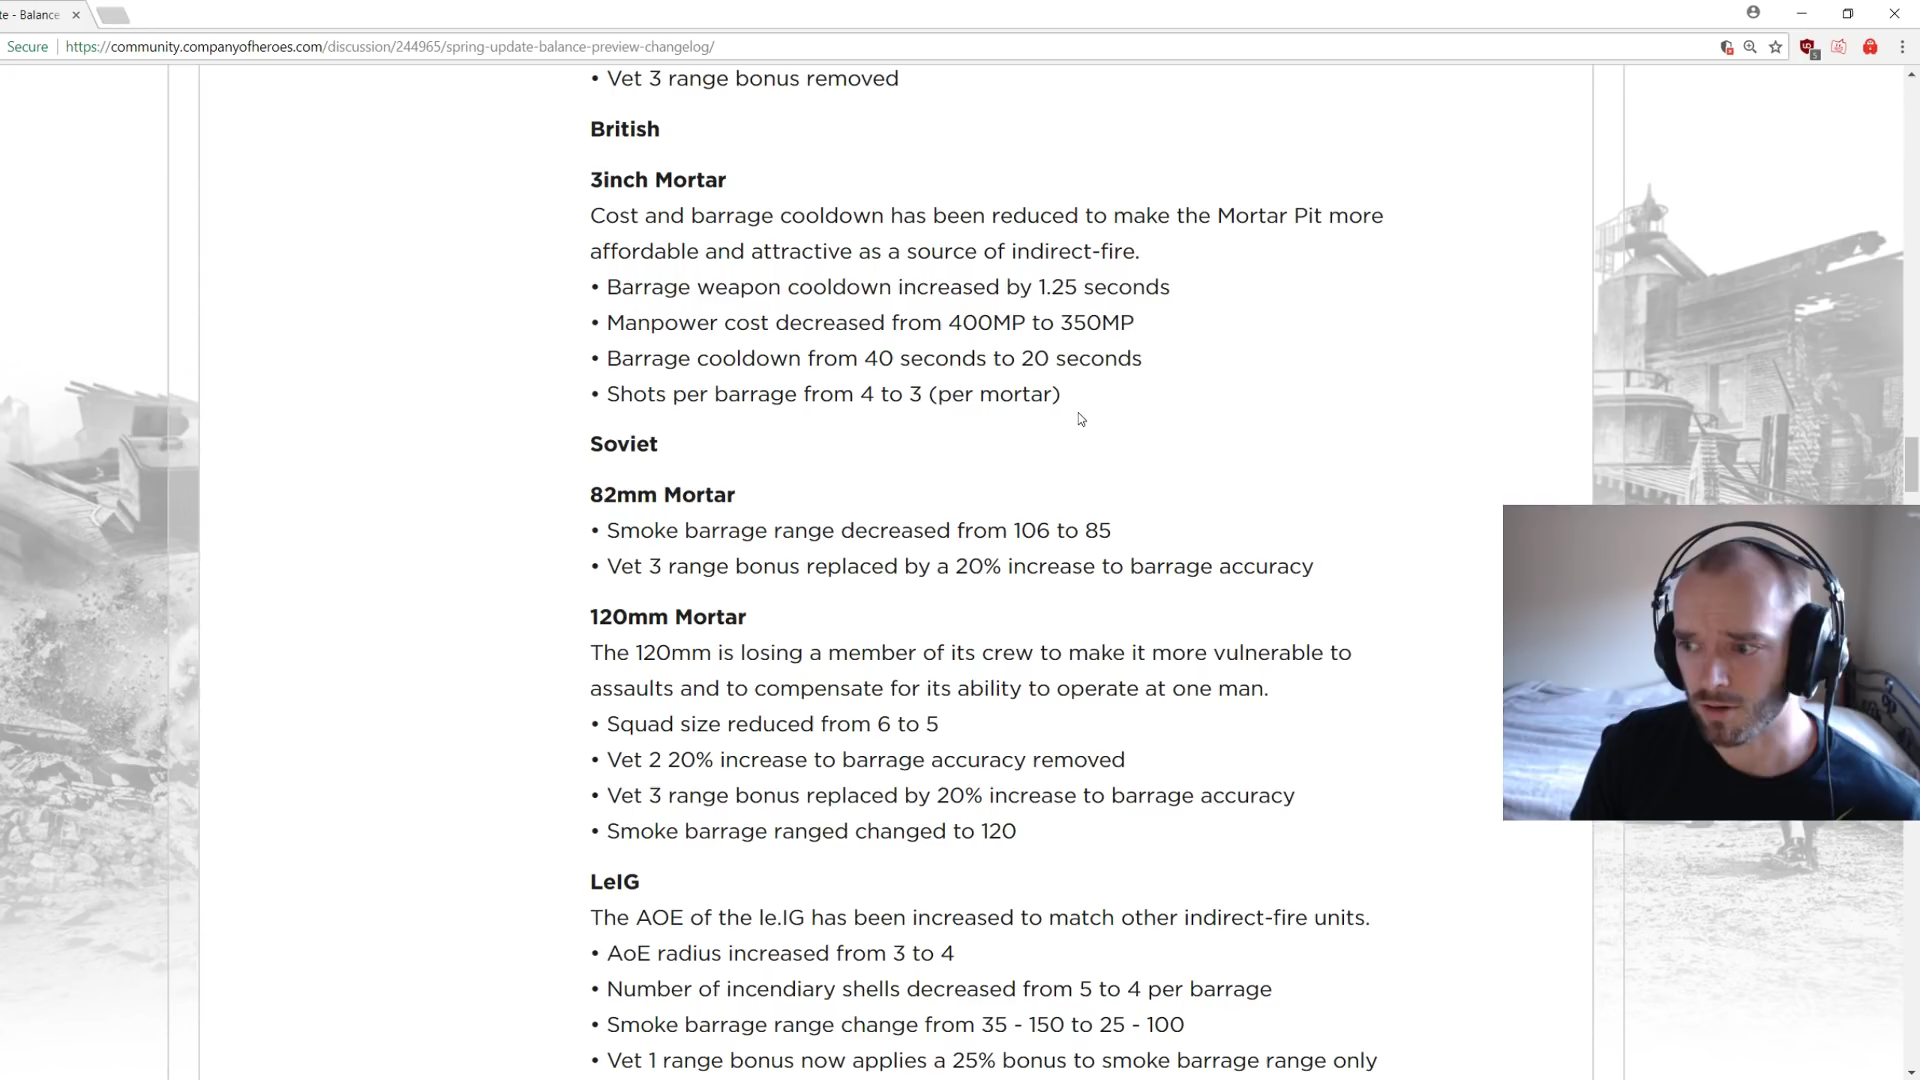 te - Balance
Secure https://community.companyofheroes.com/discussion/244965/spring-update-balance-preview-changelog/
5
• Vet 3 range bonus removed
British
3inch Mortar
Cost and barrage cooldown has been reduced to make the Mortar Pit more
affordable and attractive as a source of indirect-fire.
• Barrage weapon cooldown increased by 1.25 seconds
• Manpower cost decreased from 400MP to 350MP
• Barrage cooldown from 40 seconds to 20 seconds
• Shots per barrage from 4 to 3 (per mortar)
Soviet
82mm Mortar
• Smoke barrage range decreased from 106 to 85
• Vet 3 range bonus replaced by a 20% increase to barrage accuracy
120mm Mortar
The 120mm is losing a member of its crew to make it more vulnerable to
assaults and to compensate for its ability to operate at one man.
• Squad size reduced from 6 to 5
• Vet 2 20% increase to barrage accuracy removed
• Vet 3 range bonus replaced by 20% increase to barrage accuracy
• Smoke barrage ranged changed to 120
LeIG
The AOE of the le.IG has been increased to match other indirect-fire units.
• AoE radius increased from 3 to 4
• Number of incendiary shells decreased from 5 to 4 per barrage
• Smoke barrage range change from 35 - 150 to 25 - 100
• Vet 1 range bonus now applies a 25% bonus to smoke barrage range only